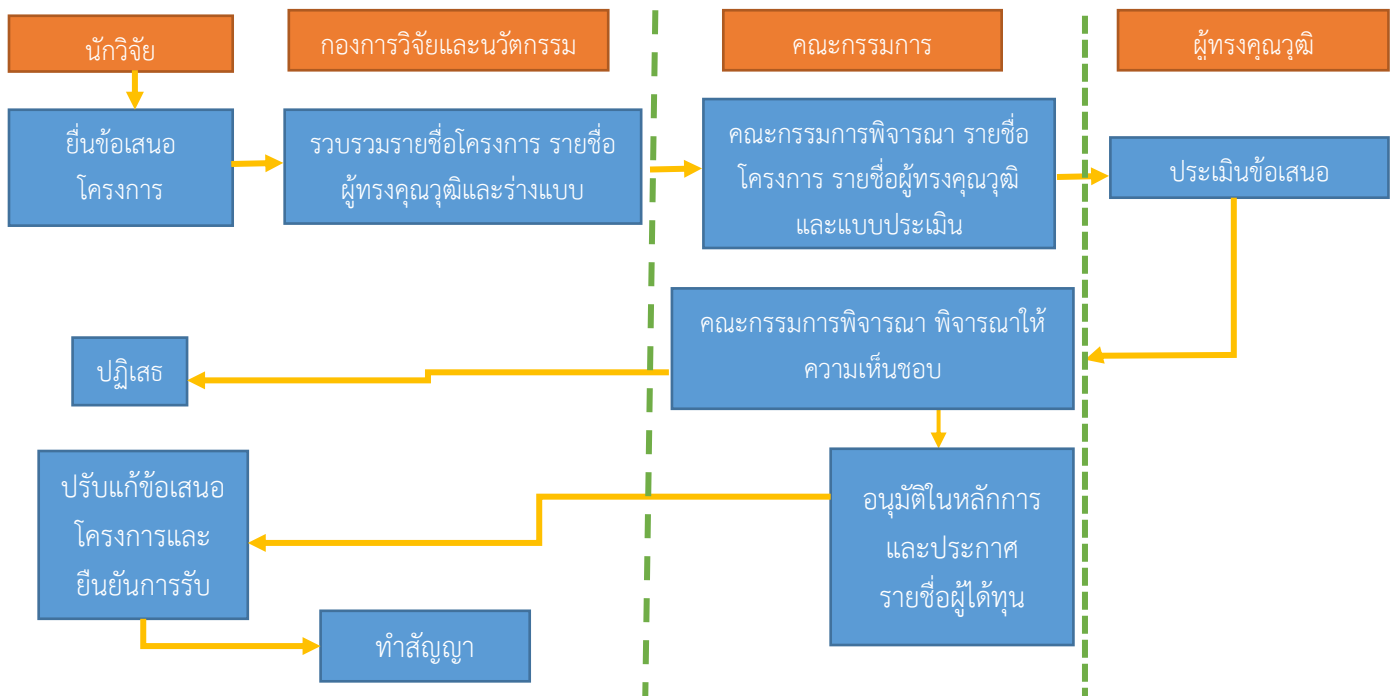 นักวิจัย
กองการวิจัยและนวัตกรรม
คณะกรรมการ
ผู้ทรงคุณวุฒิ
ยื่นข้อเสนอ
โครงการ
รวบรวมรายชื่อโครงการ รายชื่อ
ผู้ทรงคุณวุฒิและร่างแบบ
คณะกรรมการพิจารณา รายชื่อ
โครงการ รายชื่อผู้ทรงคุณวุฒิ
และแบบประเมิน
ประเมินข้อเสนอ
คณะกรรมการพิจารณา พิจารณาให้
ความเห็นชอบ
ปฏิเสธ
อนุมัติในหลักการ
และประกาศ
รายชื่อผู้ได้ทุน
ปรับแก้ข้อเสนอ
โครงการและ
ยืนยันการรับ
ทำสัญญา